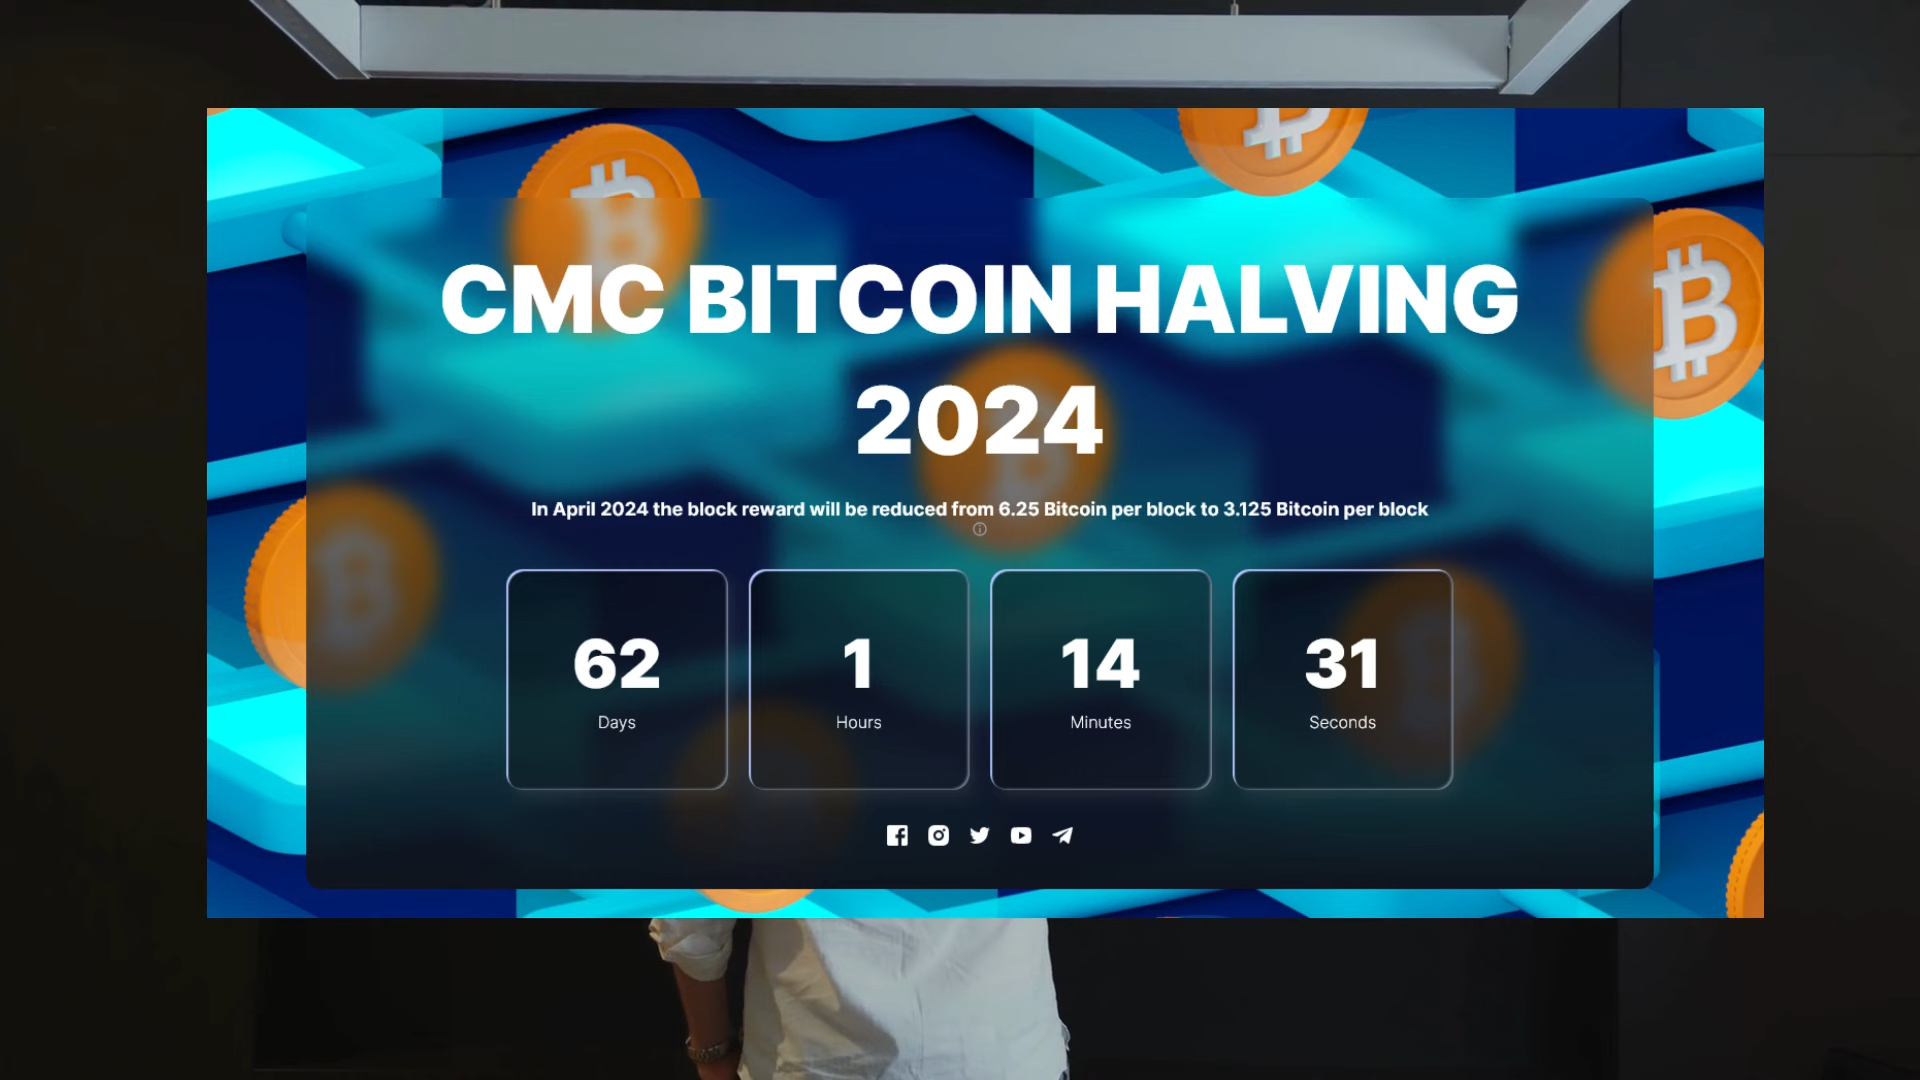 CMC BITCOIN HALVING
2024
In April 2024 the block reward will be reduced from 6.25 Bitcoin per block to 3.125 Bitcoin per block
62
Days
1
Hours
14
Minutes
31
Seconds